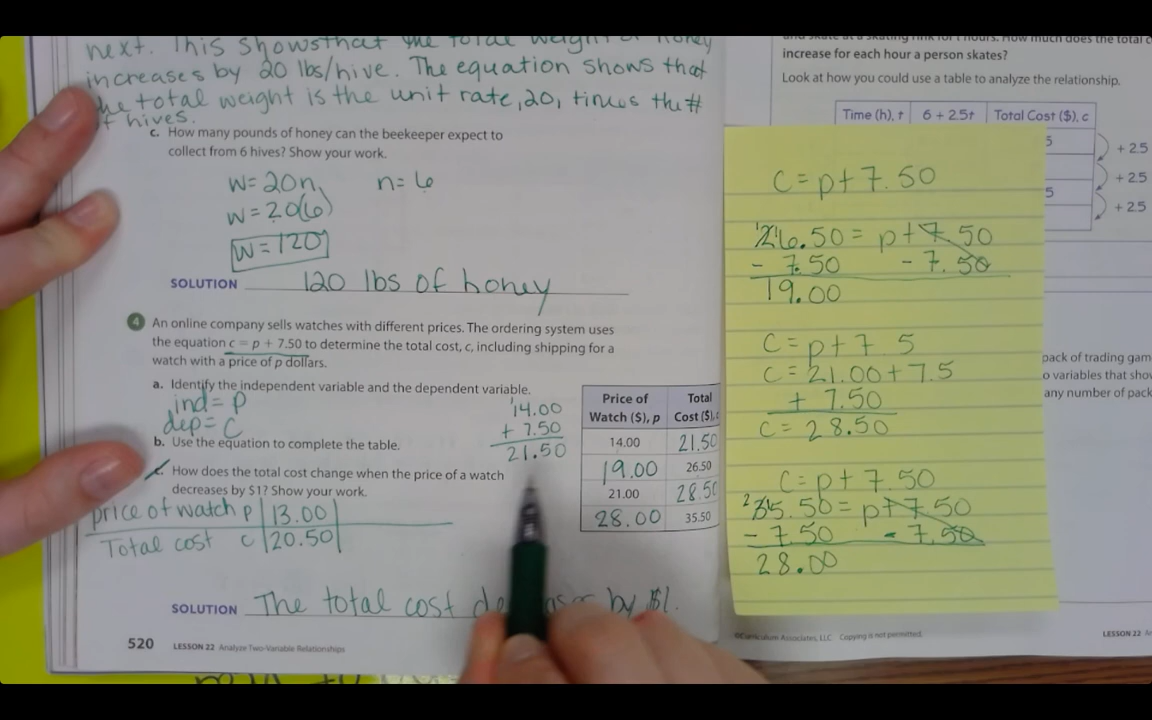 next. This shows that the total weight of honey
increases by 20 lbs/hive. The equation shows that
the total weight is the unit rate, 20, times the #
of hives.
c. How many pounds of honey can the beekeeper expect to
collect from 6 hives? Show your work.
W=20n, n=6
W=20(6)
W=120
SOLUTION 120 lbs of honey
4 An online company sells watches with different prices. The ordering system uses
the equation c = p + 7.50 to determine the total cost, c, including shipping for a
watch with a price of p dollars.
a. Identify the independent variable and the dependent variable.
ind= p
dep= C
14.00
+ 7.50
21.50
b. Use the equation to complete the table.
Price of Watch ($), p Total Cost ($), c
14.00 21.50
19.00 26.50
21.00 28.50
28.00 35.50
c. How does the total cost change when the price of a watch
decreases by $1? Show your work.
price of watch p 13.00
Total cost c 20.50
SOLUTION The total cost by $1.
520 LESSON 22 Analyze Two-Variable Relationships
C=p+7.50
26.50= p+7.50
- 7.50 - 7.50
19.00
C=p+7.5
C=21.00+7.5
+ 7.50
C=28.50
C=p+7.50
35.50= p+7.50
- 7.50 - 7.50
28.00
How much does the total
increase for each hour a person skates?
Look at how you could use a table to analyze the relationship.
Time (h), t 6 + 2.5t Total Cost ($), c
5
+ 2.5
+ 2.5
5
+ 2.5
pack of trading
o variables that
any number of
©Curriculum Associates, LLC Copying is not permitted.
LESSON 22